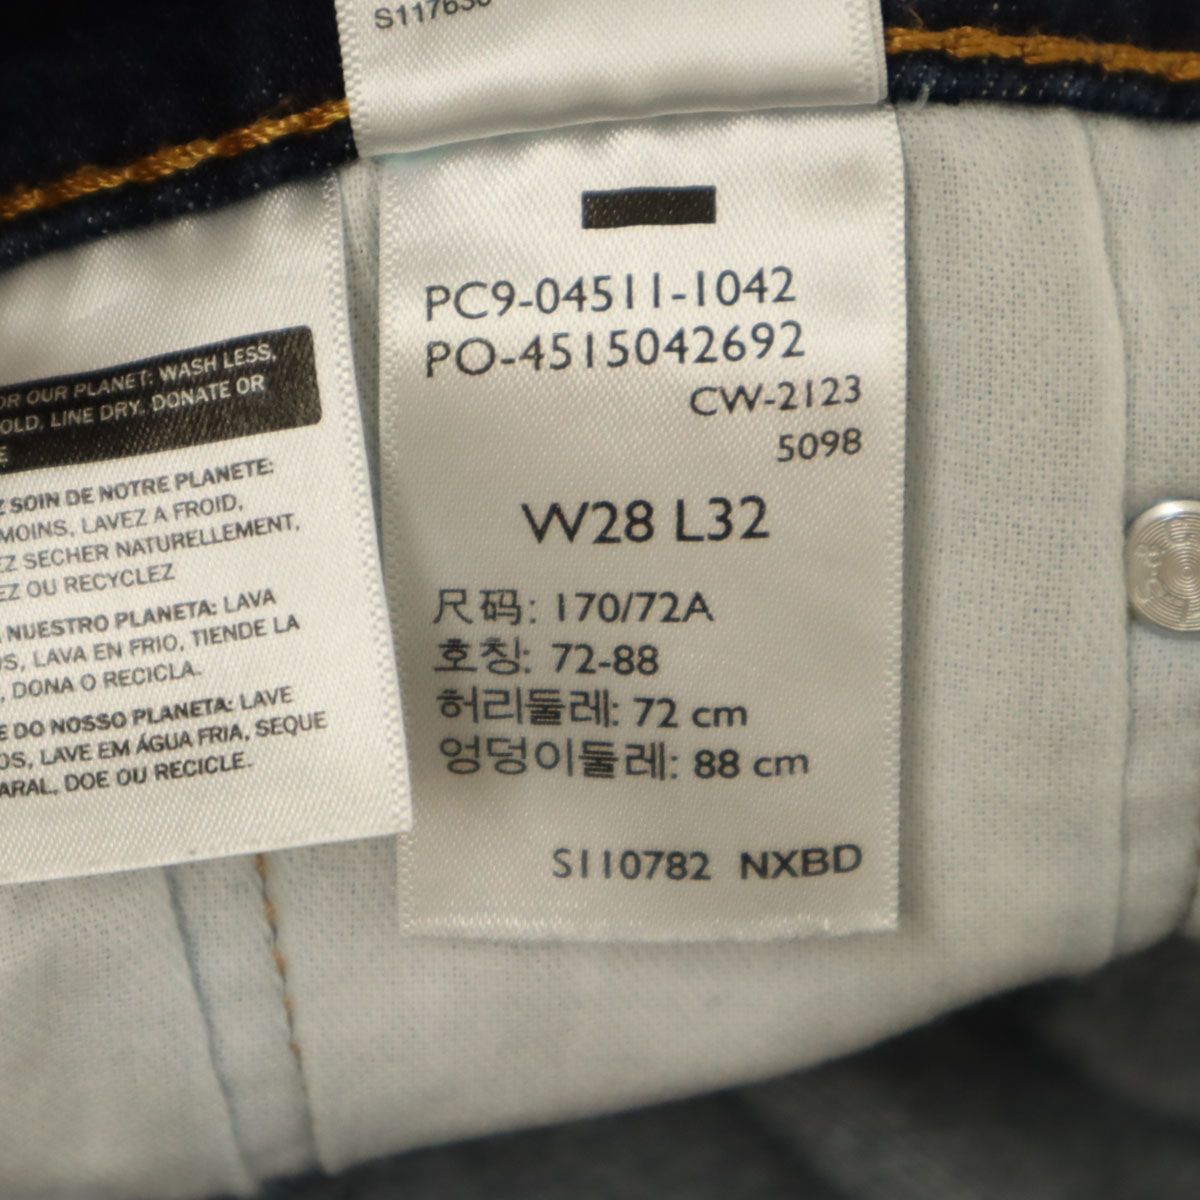 S117636
PC9-04511-1042
PO-4515042692
CW-2123
5098
W28 L32
尺码: 170/72A
호칭: 72-88
허리둘레: 72 cm
엉덩이둘레: 88 cm
S110782 NXBD
OR OUR PLANET: WASH LESS,
OLD, LINE DRY, DONATE OR
E
Z SOIN DE NOTRE PLANETE:
MOINS, LAVEZ A FROID,
EZ SECHER NATURELLEMENT,
EZ OU RECYCLEZ
NUESTRO PLANETA: LAVA
OS, LAVA EN FRIO, TIENDE LA
, DONA O RECICLA.
E DO NOSSO PLANETA: LAVE
OS, LAVE EM ÁGUA FRIA, SEQUE
ARAL, DOE OU RECICLE.